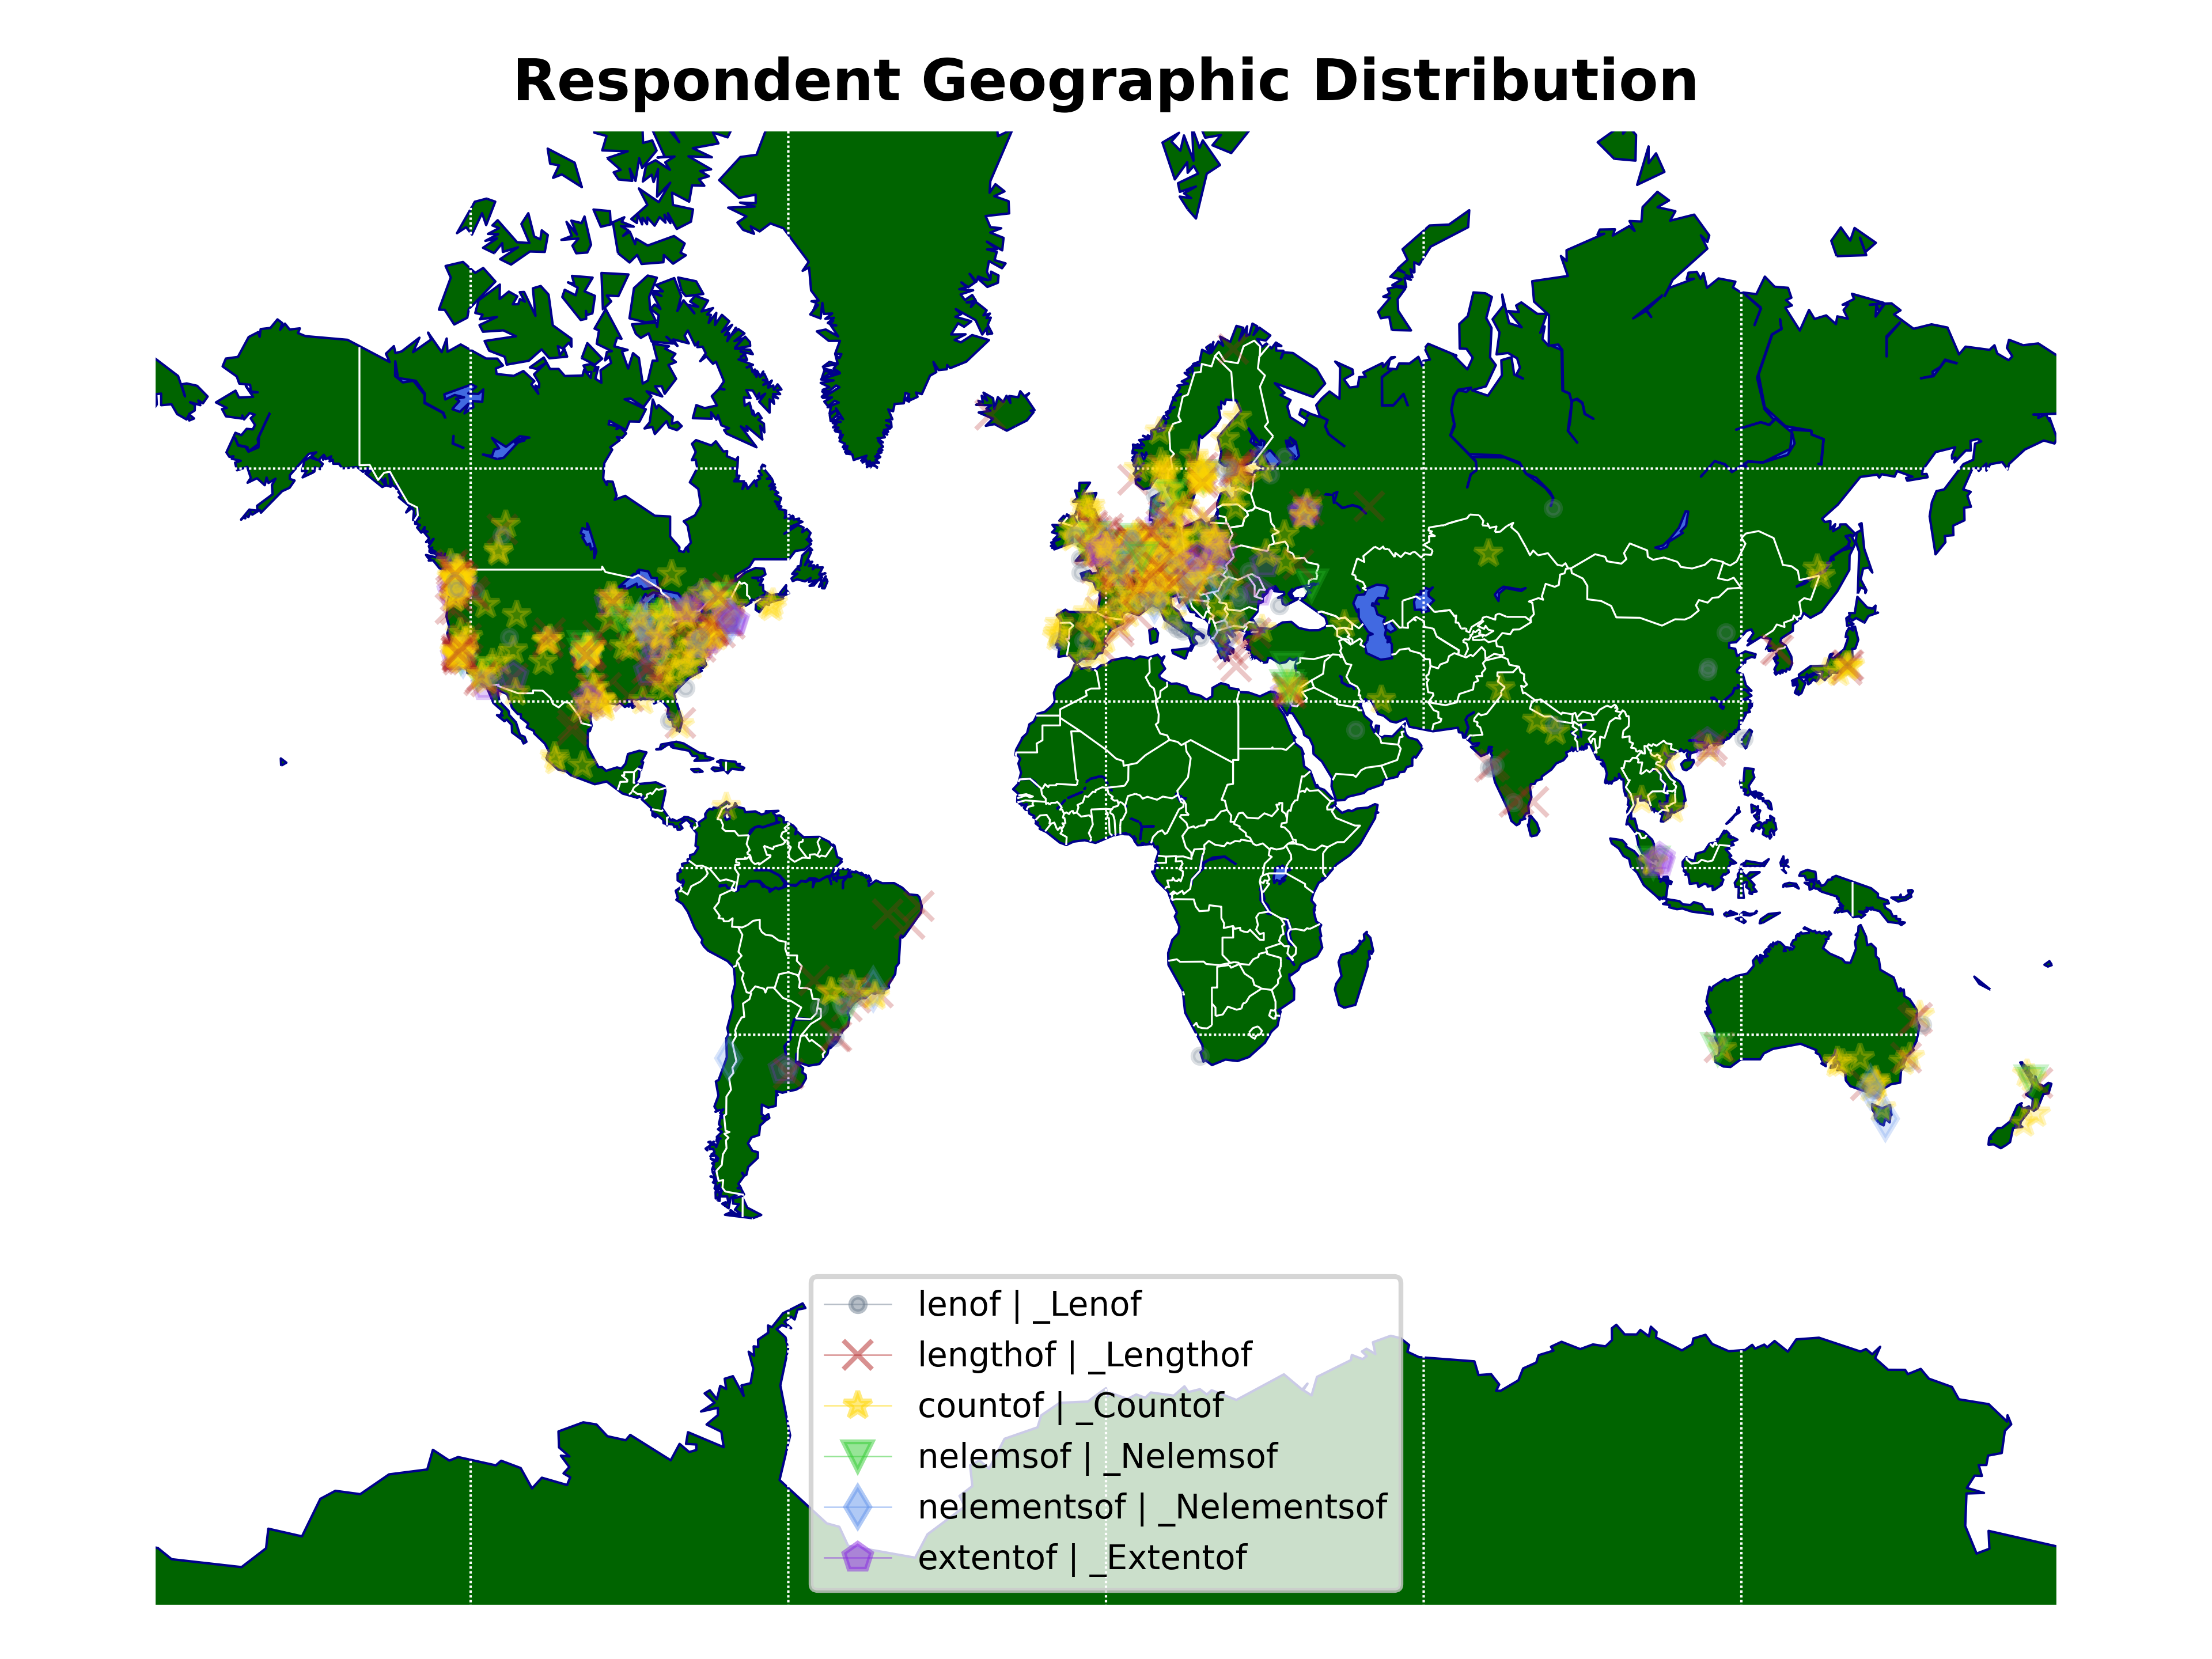 Respondent Geographic Distribution
lenof | _Lenof
lengthof | _Lengthof
countof | _Countof
nelemsof | _Nelemsof
nelementsof | _Nelementsof
extentof | _Extentof